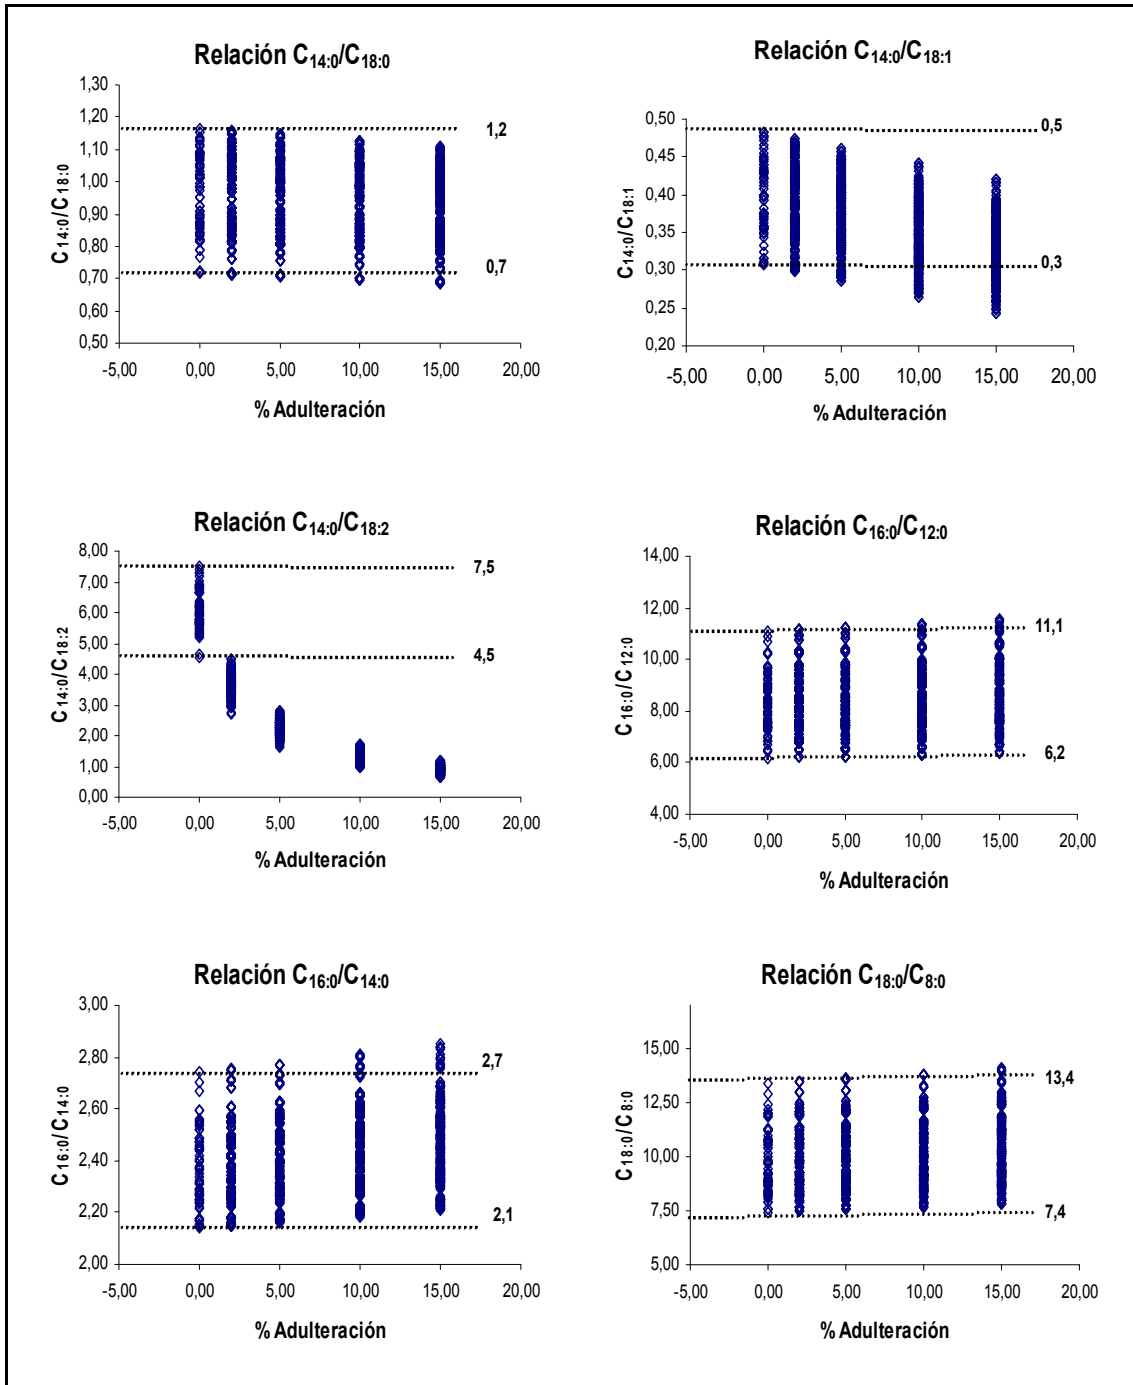 Relación C14:0/C18:0
1,30
1,20
1,10
1,00
0,90
0,80
0,70
0,60
0,50
C14:0/C18:0
1,2
0,7
-5,00 0,00 5,00 10,00 15,00 20,00
% Adulteración
Relación C14:0/C18:1
0,50
0,45
0,40
0,35
0,30
0,25
0,20
C14:0/C18:1
0,5
0,3
-5,00 0,00 5,00 10,00 15,00 20,00
% Adulteración
Relación C14:0/C18:2
8,00
7,00
6,00
5,00
4,00
3,00
2,00
1,00
0,00
C14:0/C18:2
7,5
4,5
-5,00 0,00 5,00 10,00 15,00 20,00
% Adulteración
Relación C16:0/C12:0
14,00
12,00
10,00
8,00
6,00
4,00
C16:0/C12:0
11,1
6,2
-5,00 0,00 5,00 10,00 15,00 20,00
% Adulteración
Relación C16:0/C14:0
3,00
2,80
2,60
2,40
2,20
2,00
C16:0/C14:0
2,7
2,1
-5,00 0,00 5,00 10,00 15,00 20,00
% Adulteración
Relación C18:0/C8:0
15,00
12,50
10,00
7,50
5,00
C18:0/C8:0
13,4
7,4
-5,00 0,00 5,00 10,00 15,00 20,00
% Adulteración